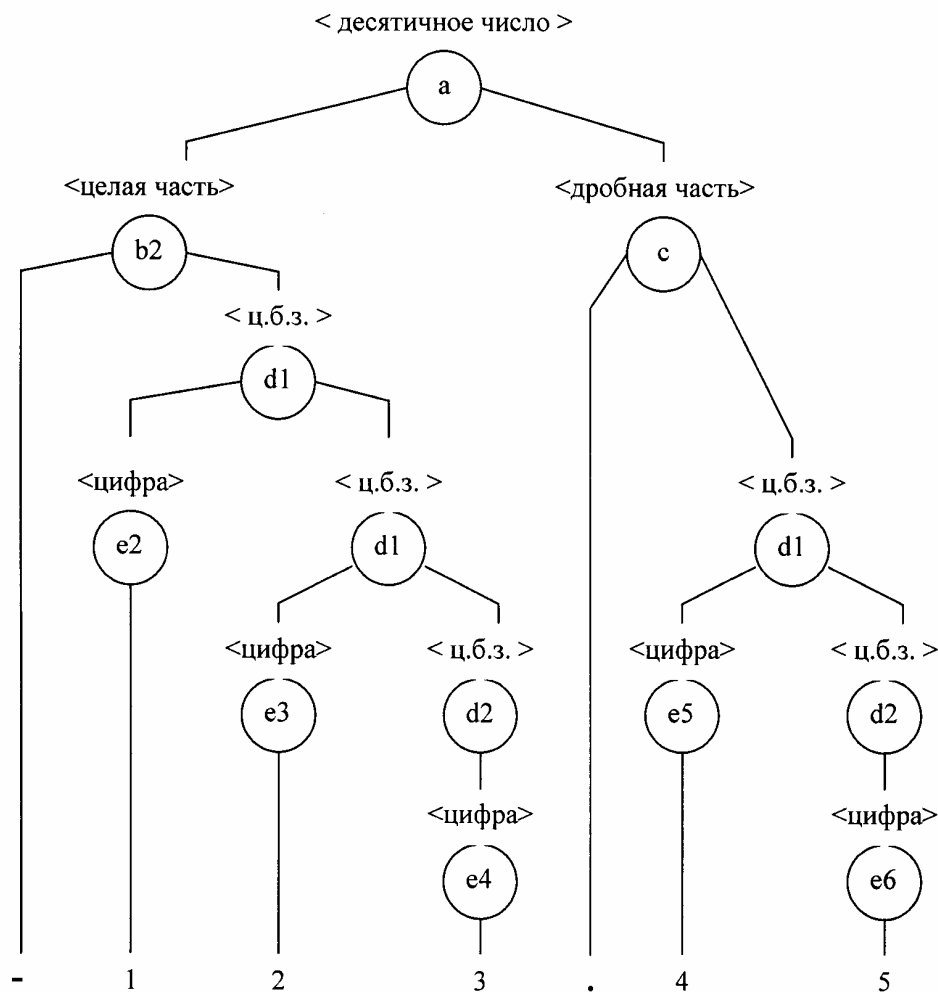 < десятичное число >
a
<целая часть> <дробная часть>
b2 c
< ц.б.з. >
d1
<цифра> < ц.б.з. > < ц.б.з. >
e2 d1 d1
<цифра> < ц.б.з. > <цифра> < ц.б.з. >
e3 d2 e5 d2
<цифра> <цифра>
e4 e6
- 1 2 3 . 4 5